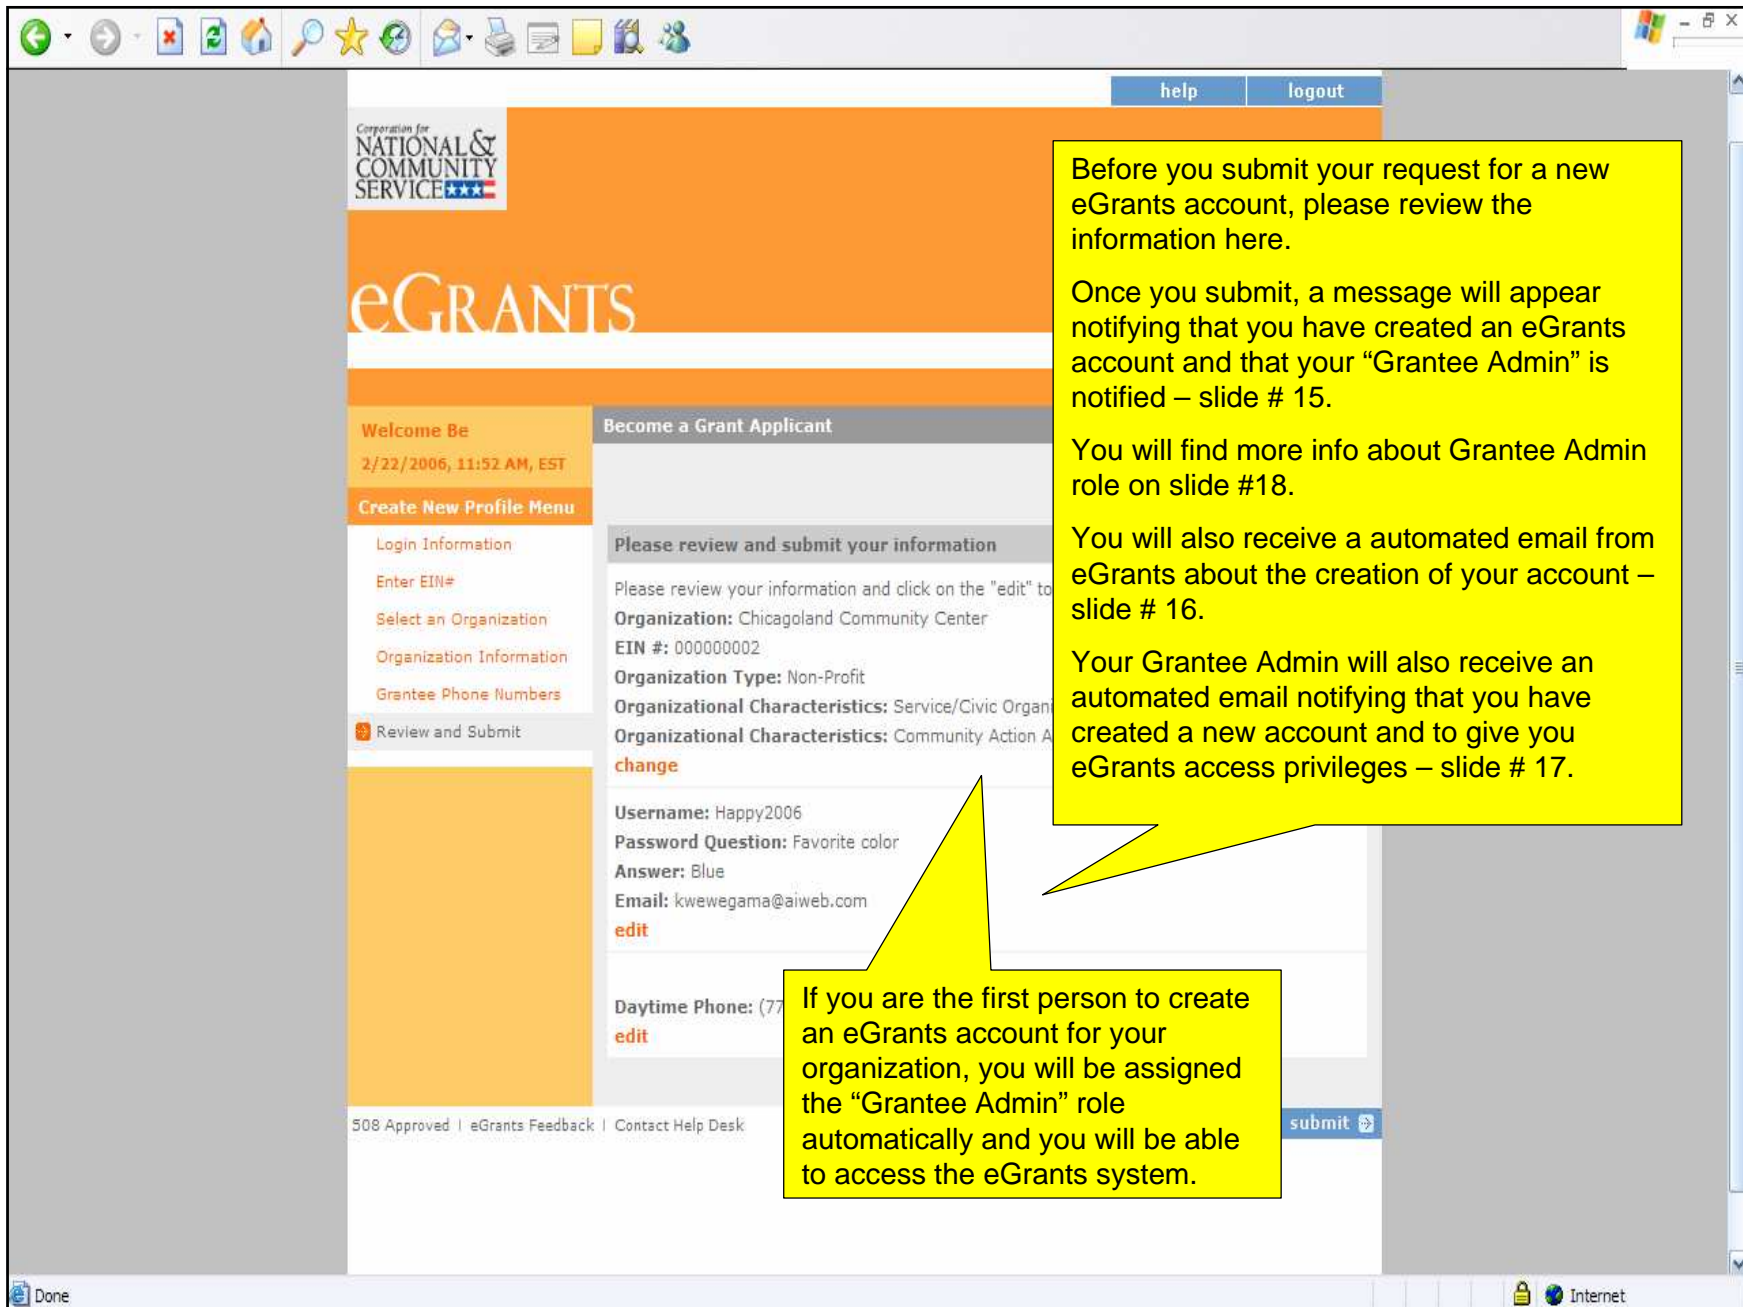 help
logout
Corporation for
NATIONAL &
COMMUNITY
SERVICE
eGRANTS
Welcome Be
2/22/2006, 11:52 AM, EST
Create New Profile Menu
Login Information
Enter EIN#
Select an Organization
Organization Information
Grantee Phone Numbers
Review and Submit
Become a Grant Applicant
Please review and submit your information
Please review your information and click on the "edit" to
Organization: Chicagoland Community Center
EIN #: 000000002
Organization Type: Non-Profit
Organizational Characteristics: Service/Civic Organi
Organizational Characteristics: Community Action A
change
Username: Happy2006
Password Question: Favorite color
Answer: Blue
Email: kwewegama@aiweb.com
edit
Daytime Phone: (77
edit
Before you submit your request for a new
eGrants account, please review the
information here.
Once you submit, a message will appear
notifying that you have created an eGrants
account and that your “Grantee Admin” is
notified – slide # 15.
You will find more info about Grantee Admin
role on slide #18.
You will also receive a automated email from
eGrants about the creation of your account –
slide # 16.
Your Grantee Admin will also receive an
automated email notifying that you have
created a new account and to give you
eGrants access privileges – slide # 17.
If you are the first person to create
an eGrants account for your
organization, you will be assigned
the “Grantee Admin” role
automatically and you will be able
to access the eGrants system.
508 Approved | eGrants Feedback | Contact Help Desk
submit
Done
Internet